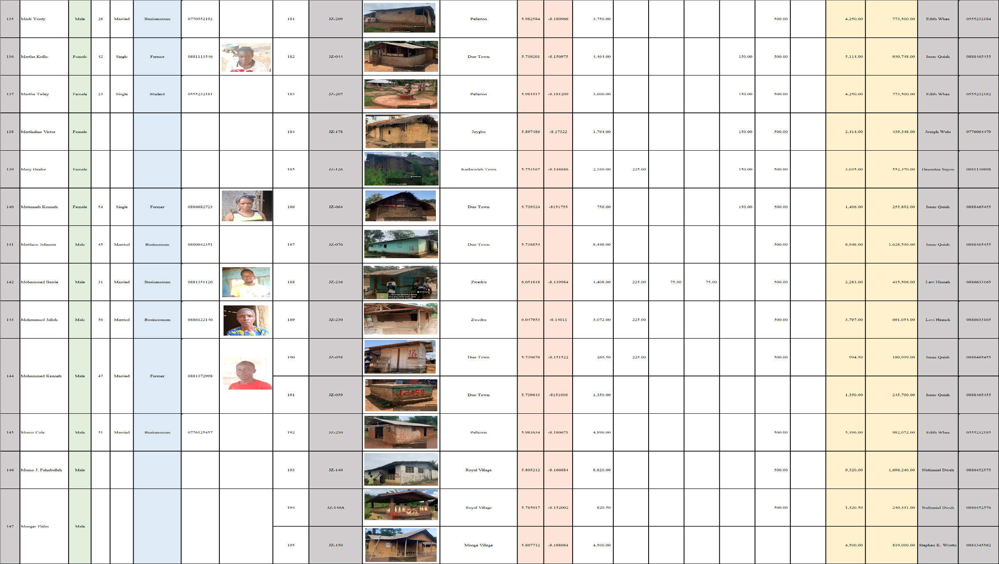 135 Mark Yonty Male 28 Married Businessman 0770552192 181 JZ-209 Pellezon 5.982584 -8.180966 3,750.00 500.00 4,250.00 773,500.00 Edith Whea 0555232184
136 Martha Kollie Female 42 Single Farmer 0881113546 182 JZ-044 Duo Town 5.739201 -8.150975 4,464.00 150.00 500.00 5,114.00 930,748.00 Isaac Quiah 0888465455
137 Martha Tailey Female 23 Single Student 0555232181 183 JZ-207 Pellezon 5.981917 -8.181209 3,600.00 150.00 500.00 4,250.00 773,500.00 Edith Whea 0555232182
138 Marthaline Victor Female 184 JZ-178 Jaygbo 5.897486 -8.17322 1,764.00 150.00 500.00 2,414.00 439,348.00 Joseph Wulu 0776064479
139 Mary Geelor Female 185 JZ-126 Karlorwleh Town 5.753167 -8.148686 2,160.00 225.00 150.00 500.00 3,035.00 552,370.00 Decontee Sayon 0881130898
140 Matenneh Konneh Female 54 Single Farmer 0886682723 186 JZ-064 Duo Town 5.739324 -8151755 756.00 150.00 500.00 1,406.00 255,892.00 Isaac Quiah 0888465455
141 Matthew Johnson Male 45 Married Businesman 0880042351 187 JZ-076 Duo Town 5.738854 8,448.00 500.00 8,948.00 1,628,536.00 Isaac Quiah 0888465455
142 Mohammed Barrie Male 31 Married Businessman 0881351120 188 JZ-236 Zwedru 6.051818 -8.139984 1,408.00 225.00 75.00 75.00 500.00 2,283.00 415,506.00 Levi Hinneh 0886633165
143 Mohammed Jalloh Male 56 Married Businessman 0886122140 189 JZ-230 Zwedru 6.047953 -8.14011 3,072.00 225.00 500.00 3,797.00 691,054.00 Levi Hinneh 0886633165
144 Mohammed Kenneh Male 47 Married Farmer 0881372998 190 JZ-058 JZ 058 Duo Town 5.739676 -8.151522 269.50 225.00 500.00 994.50 180,999.00 Isaac Quiah 0888465455
191 JZ-059 JZ059 Duo Town 5.739643 -8151606 1,350.00 1,350.00 245,700.00 Isaac Quiah 0888465455
145 Momo Cole Male 51 Married Businessman 0776125457 192 JZ-210 Pellezon 5.983634 -8.180671 4,896.00 500.00 5,396.00 982,072.00 Edith Whea 0555232185
146 Momo J. Fahnbulleh Male 193 JZ-140 Royal Village 5.805212 -8.166684 8,820.00 500.00 9,320.00 1,696,240.00 Nathaniel Dweh 0886452575
147 Monger Flahn Male 194 JZ-140A Royal Village 5.785017 -8.152002 820.50 500.00 1,320.50 240,331.00 Nathaniel Dweh 0886452576
195 JZ-150 Monge Village 5.807712 -8.168084 4,500.00 4,500.00 819,000.00 Stephen K. Wrotto 0881345562